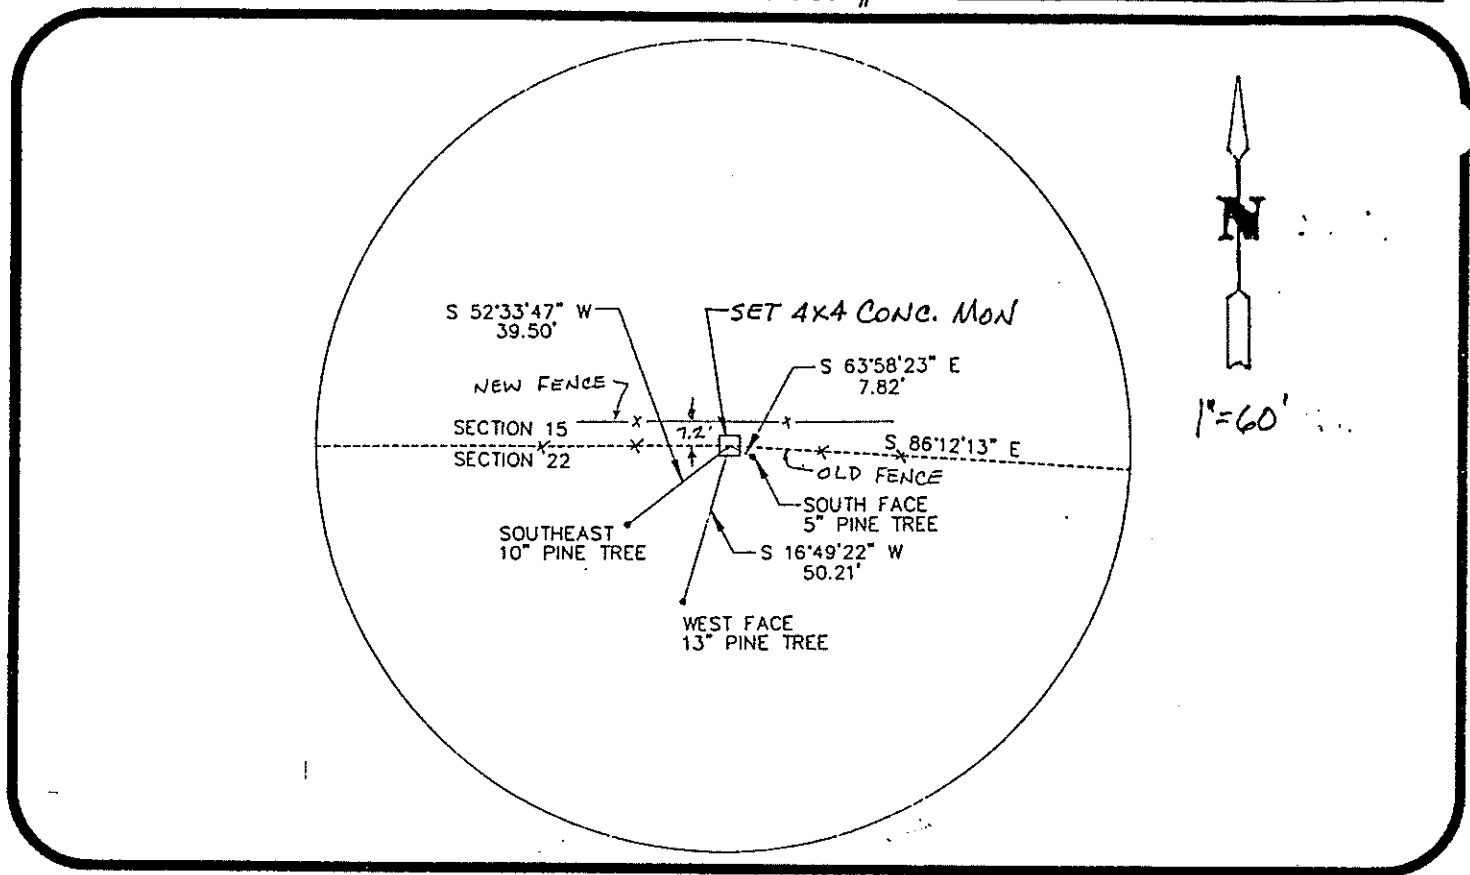 N
1"=60'
S 52°33'47" W
39.50'
SET 4X4 CONC. MON
S 63°58'23" E
7.82'
NEW FENCE
SECTION 15
7.2'
S 86°12'13" E
SECTION 22
OLD FENCE
SOUTH FACE
5" PINE TREE
SOUTHEAST
10" PINE TREE
S 16°49'22" W
50.21'
WEST FACE
13" PINE TREE